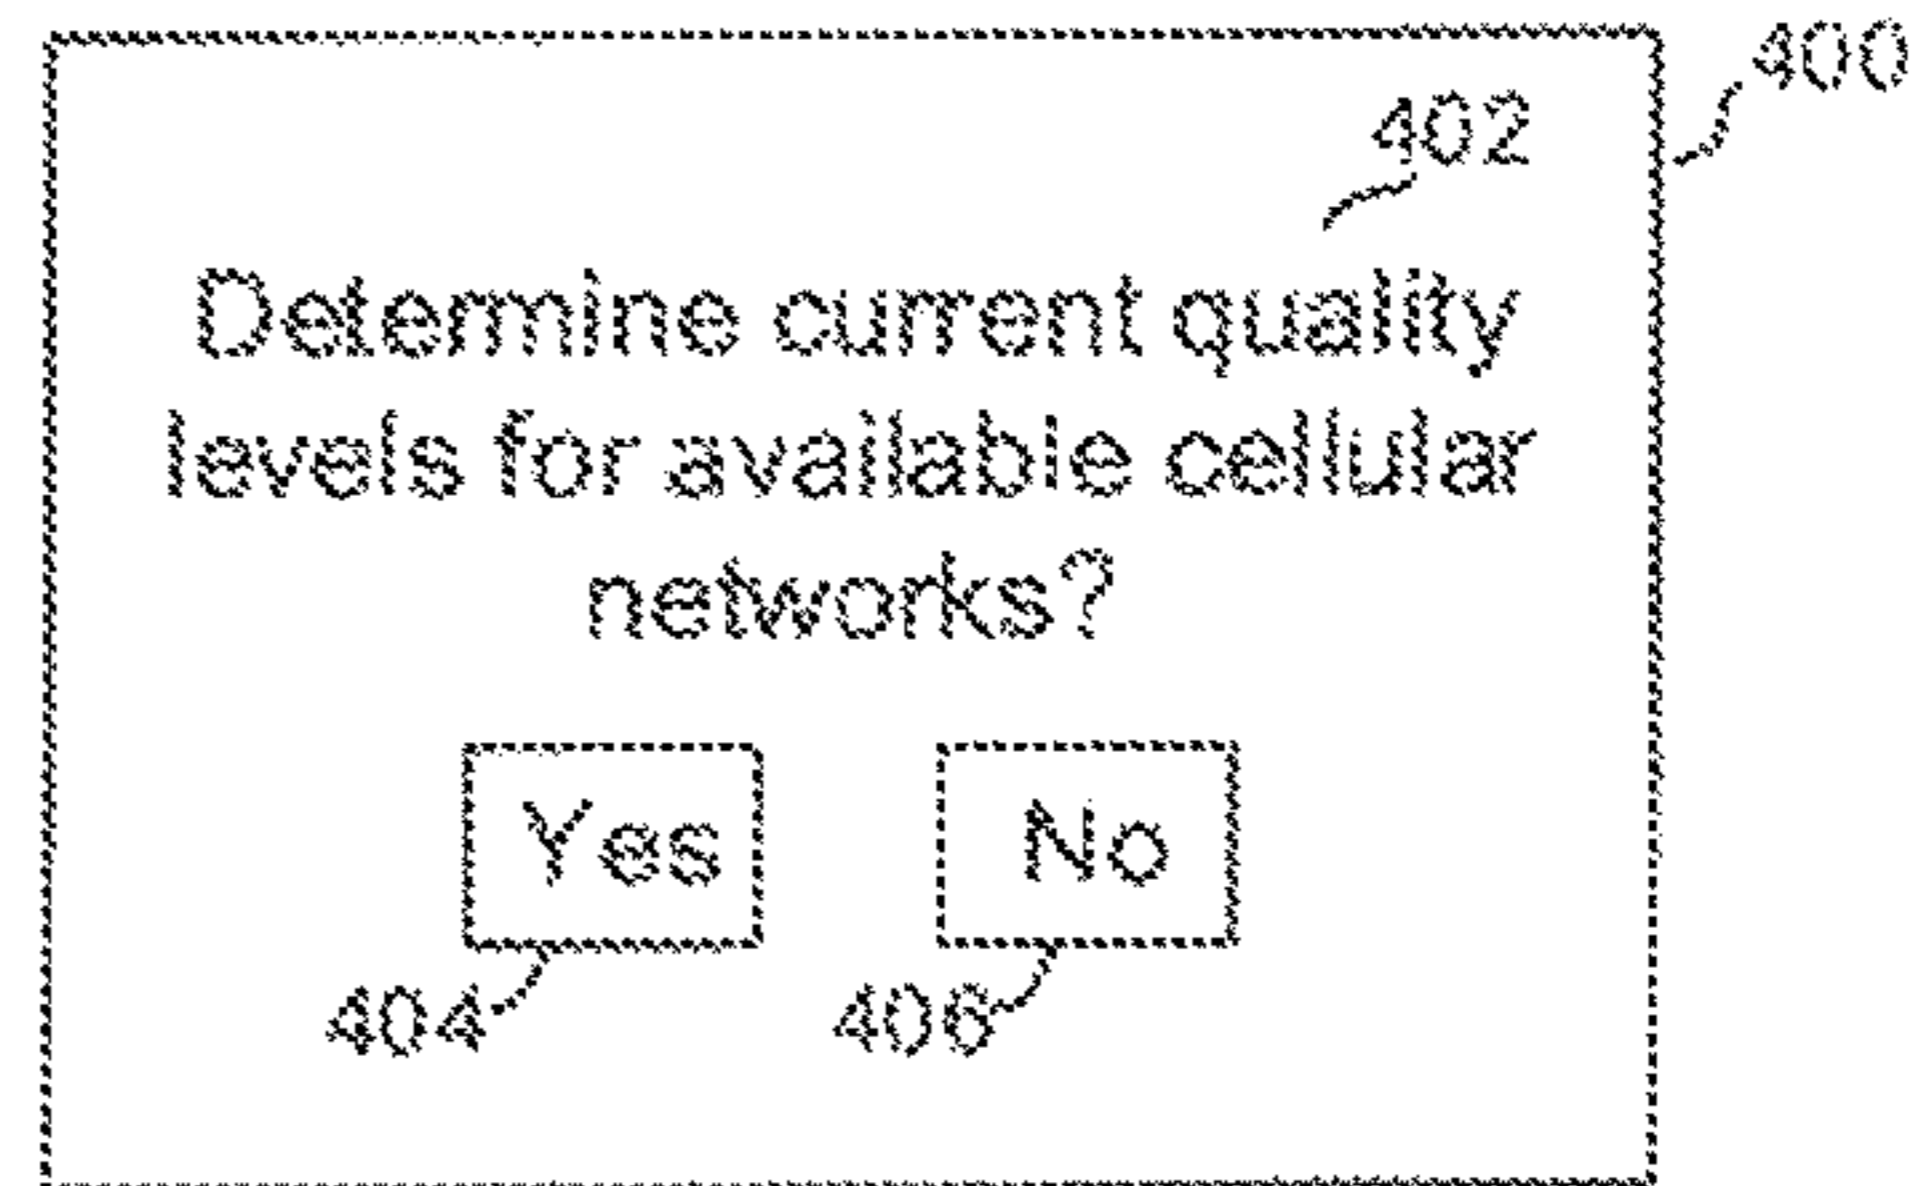 400
402
Determine current quality
levels for available cellular
networks?
Yes No
404 406